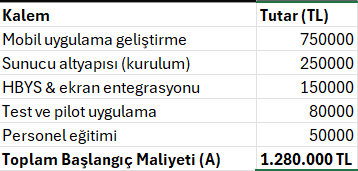 Kalem Tutar (TL)
Mobil uygulama geliştirme 750000
Sunucu altyapısı (kurulum) 250000
HBYS & ekran entegrasyonu 150000
Test ve pilot uygulama 80000
Personel eğitimi 50000
Toplam Başlangıç Maliyeti (A) 1.280.000 TL